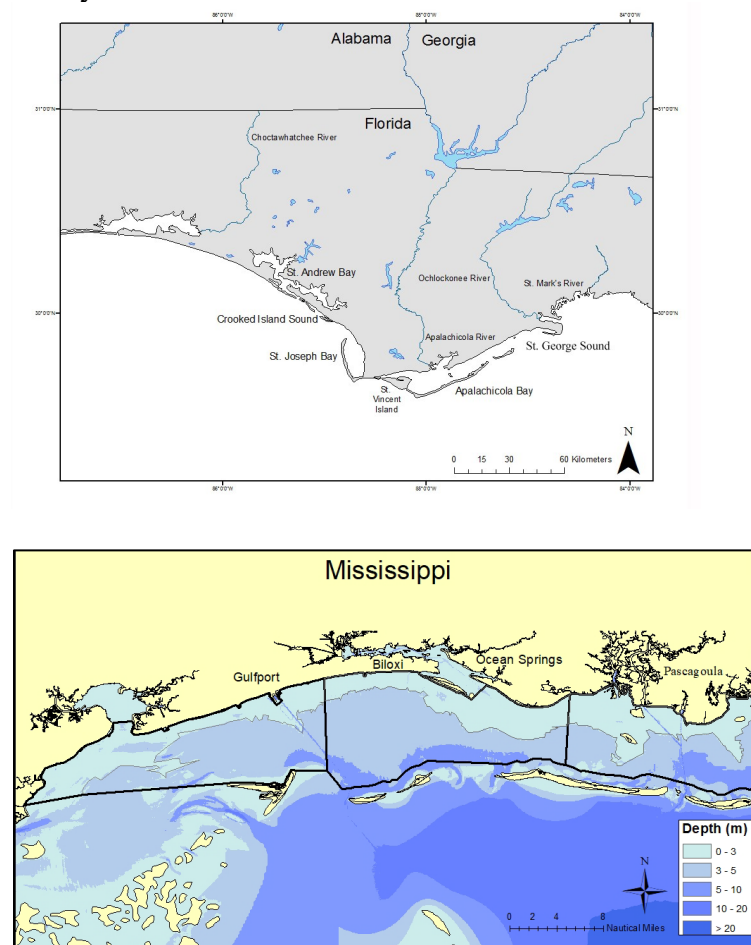 Alabama Georgia
Florida
Choctawhatchee River
St. Andrew Bay
Ochlockonee River
St. Mark's River
Crooked Island Sound
Apalachicola River
St. George Sound
St. Joseph Bay
St.
Vincent
Island
Apalachicola Bay
N
0 15 30 60 Kilometers
Mississippi
Biloxi
Ocean Springs
Gulfport
Pascagoula
Depth (m)
0 - 3
3 - 5
5 - 10
10 - 20
> 20
N
0 2 4 8
Nautical Miles